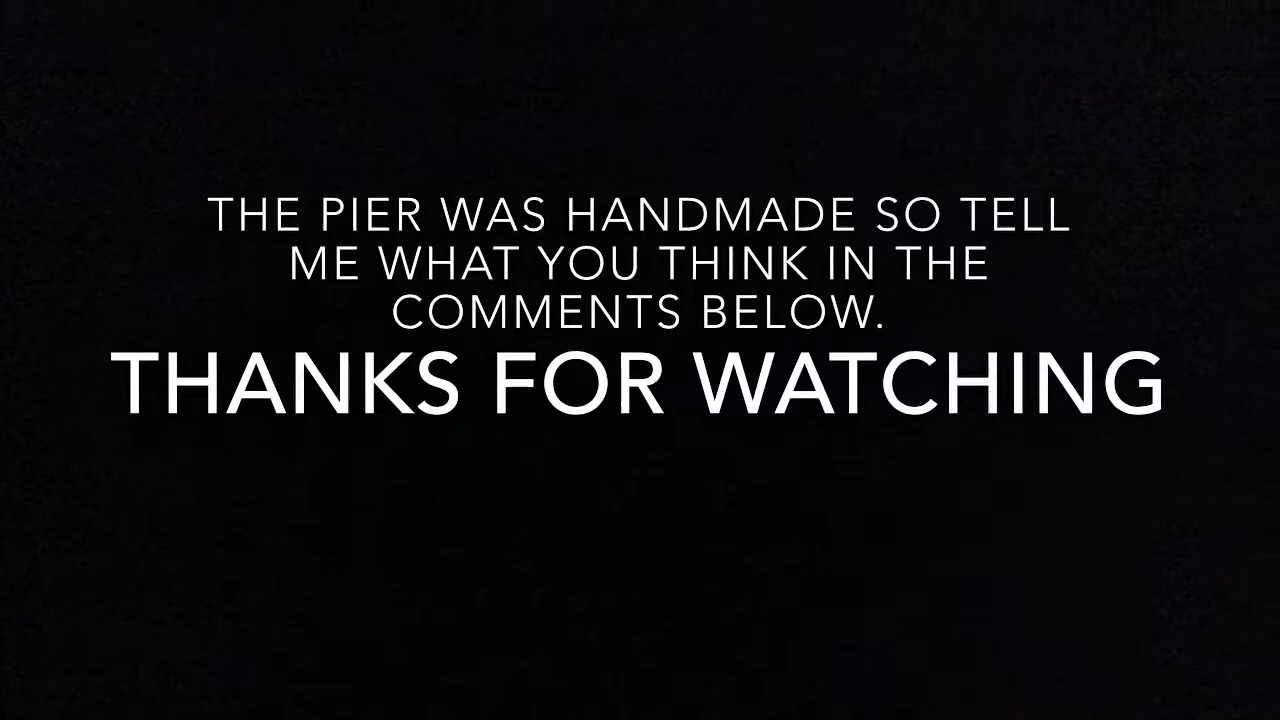 THE PIER WAS HANDMADE SO TELL
ME WHAT YOU THINK IN THE
COMMENTS BELOW.
THANKS FOR WATCHING